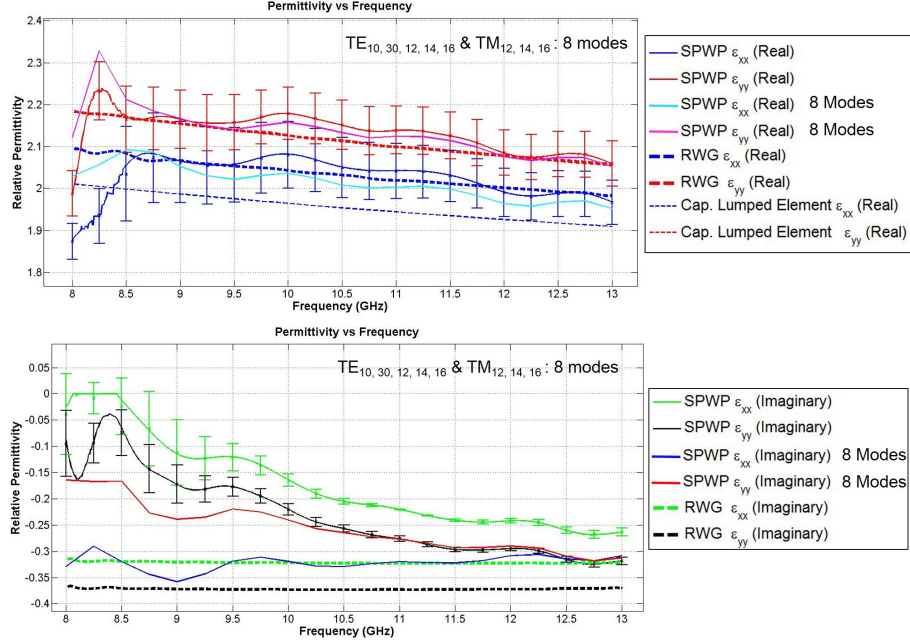 Permittivity vs Frequency
TE10, 30, 12, 14, 16 & TM12, 14, 16 : 8 modes
Relative Permittivity
2.4
2.3
2.2
2.1
2
1.9
1.8
8 8.5 9 9.5 10 10.5 11 11.5 12 12.5 13
Frequency (GHz)
SPWP εxx (Real)
SPWP εyy (Real)
SPWP εxx (Real) 8 Modes
SPWP εyy (Real) 8 Modes
RWG εxx (Real)
RWG εyy (Real)
Cap. Lumped Element εxx (Real)
Cap. Lumped Element εyy (Real)
Permittivity vs Frequency
TE10, 30, 12, 14, 16 & TM12, 14, 16 : 8 modes
Relative Permittivity
0.05
0
-0.05
-0.1
-0.15
-0.2
-0.25
-0.3
-0.35
-0.4
8 8.5 9 9.5 10 10.5 11 11.5 12 12.5 13
Frequency (GHz)
SPWP εxx (Imaginary)
SPWP εyy (Imaginary)
SPWP εxx (Imaginary) 8 Modes
SPWP εyy (Imaginary) 8 Modes
RWG εxx (Imaginary)
RWG εyy (Imaginary)